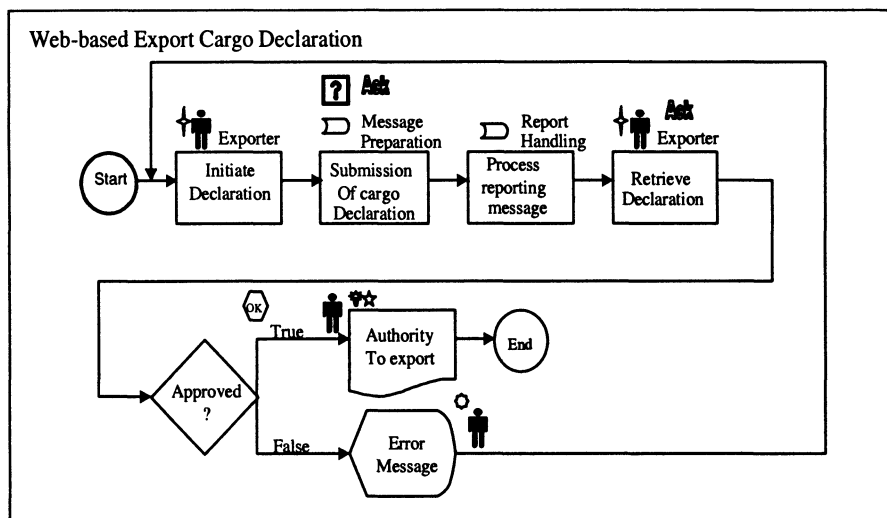 Web-based Export Cargo Declaration
? Ask
Message
Preparation
Report
Handling
Ask
Exporter
Exporter
Start
Initiate
Declaration
Submission
Of cargo
Declaration
Process
reporting
message
Retrieve
Declaration
OK
True
Authority
To export
End
Approved
?
False
Error
Message